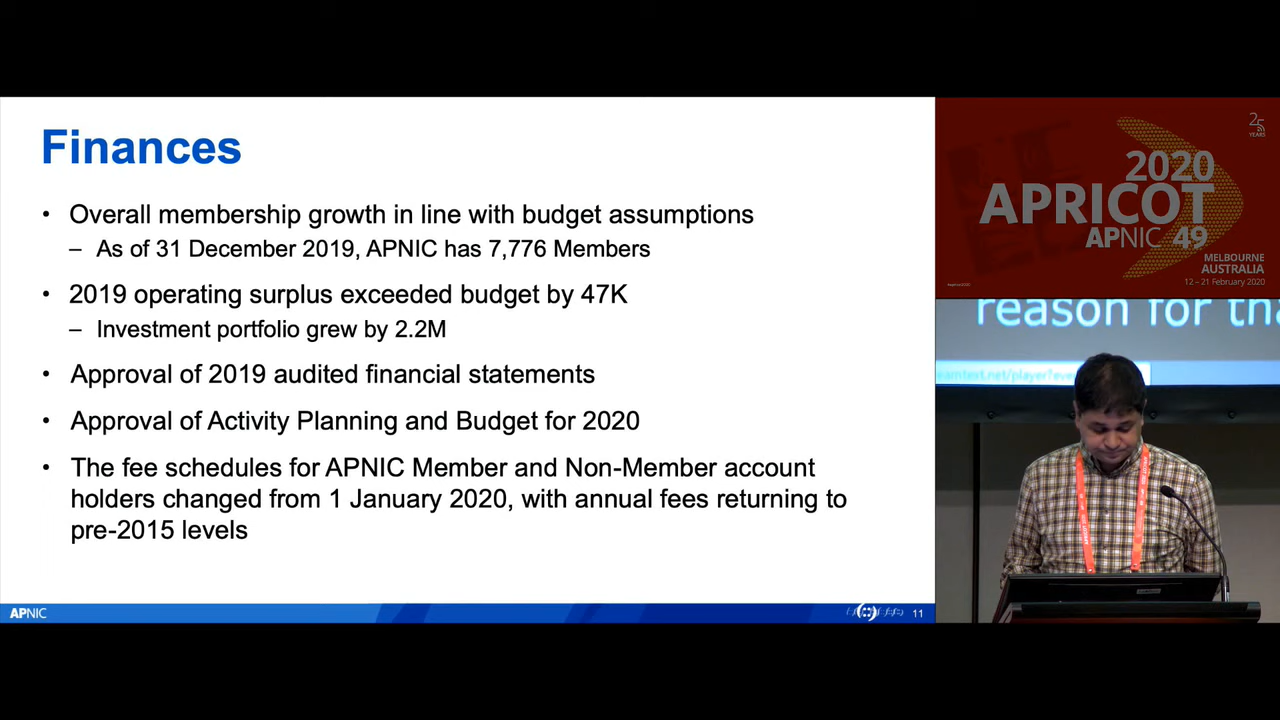 Finances
• Overall membership growth in line with budget assumptions
– As of 31 December 2019, APNIC has 7,776 Members
• 2019 operating surplus exceeded budget by 47K
– Investment portfolio grew by 2.2M
• Approval of 2019 audited financial statements
• Approval of Activity Planning and Budget for 2020
• The fee schedules for APNIC Member and Non-Member account
holders changed from 1 January 2020, with annual fees returning to
pre-2015 levels
APNIC
11
25
YEARS
2020
APRICOT
APNIC 49
MELBOURNE
AUSTRALIA
12 – 21 February 2020
reason for